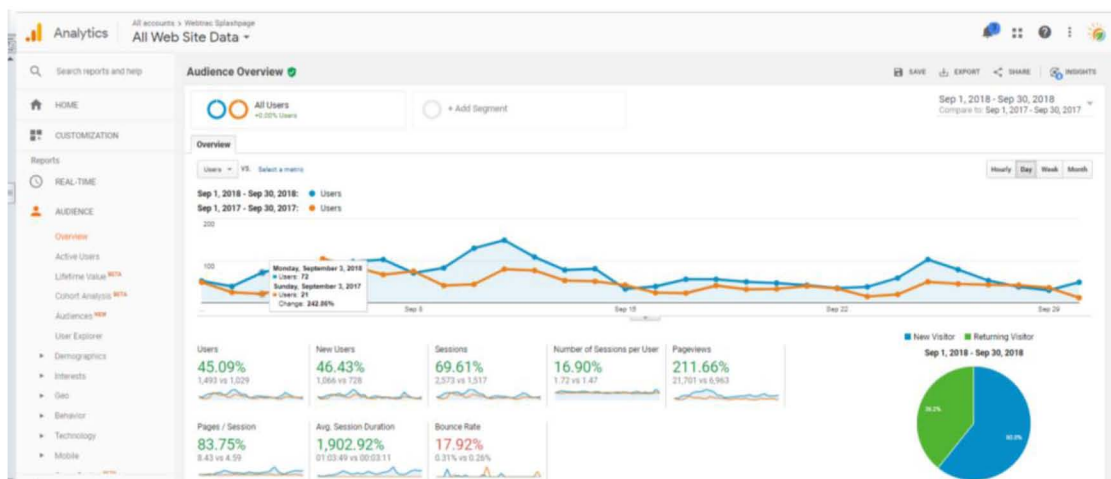 All accounts > Webtrac Splashpage
Analytics
All Web Site Data
Search reports and help
Audience Overview
SAVE
EXPORT
SHARE
INSIGHTS
HOME
CUSTOMIZATION
Reports
REAL-TIME
AUDIENCE
Overview
Active Users
Lifetime Value BETA
Cohort Analysis BETA
Audiences NEW
User Explorer
Demographics
Interests
Geo
Behavior
Technology
Mobile
All Users
+0.00% Users
+ Add Segment
Sep 1, 2018 - Sep 30, 2018
Compare to: Sep 1, 2017 - Sep 30, 2017
Overview
Users VS. Select a metric
Hourly Day Week Month
Sep 1, 2018 - Sep 30, 2018: Users
Sep 1, 2017 - Sep 30, 2017: Users
200
100
Monday, September 3, 2018
Users: 72
Sunday, September 3, 2017
Users: 21
Change: 242.86%
...
Sep 8
Sep 15
Sep 22
Sep 29
Users
45.09%
1,493 vs 1,029
New Users
46.43%
1,066 vs 728
Sessions
69.61%
2,573 vs 1,517
Number of Sessions per User
16.90%
1.72 vs 1.47
Pageviews
211.66%
21,701 vs 6,963
Pages / Session
83.75%
8.43 vs 4.59
Avg. Session Duration
1,902.92%
01:03:49 vs 00:03:11
Bounce Rate
17.92%
0.31% vs 0.26%
New Visitor Returning Visitor
Sep 1, 2018 - Sep 30, 2018